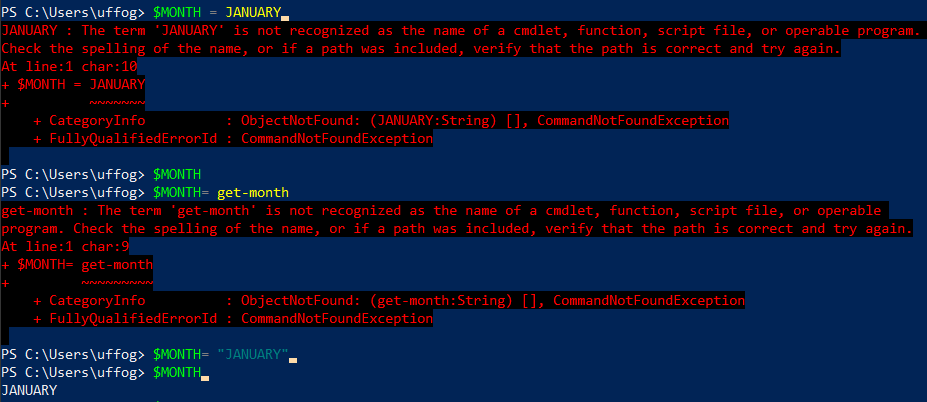 PS C:\Users\uffog> $MONTH = JANUARY
JANUARY : The term 'JANUARY' is not recognized as the name of a cmdlet, function, script file, or operable program.
Check the spelling of the name, or if a path was included, verify that the path is correct and try again.
At line:1 char:10
+ $MONTH = JANUARY
+          ~~~~~~~
    + CategoryInfo          : ObjectNotFound: (JANUARY:String) [], CommandNotFoundException
    + FullyQualifiedErrorId : CommandNotFoundException
PS C:\Users\uffog> $MONTH
PS C:\Users\uffog> $MONTH= get-month
get-month : The term 'get-month' is not recognized as the name of a cmdlet, function, script file, or operable
program. Check the spelling of the name, or if a path was included, verify that the path is correct and try again.
At line:1 char:9
+ $MONTH= get-month
+         ~~~~~~~~~
    + CategoryInfo          : ObjectNotFound: (get-month:String) [], CommandNotFoundException
    + FullyQualifiedErrorId : CommandNotFoundException
PS C:\Users\uffog> $MONTH= "JANUARY"
PS C:\Users\uffog> $MONTH
JANUARY